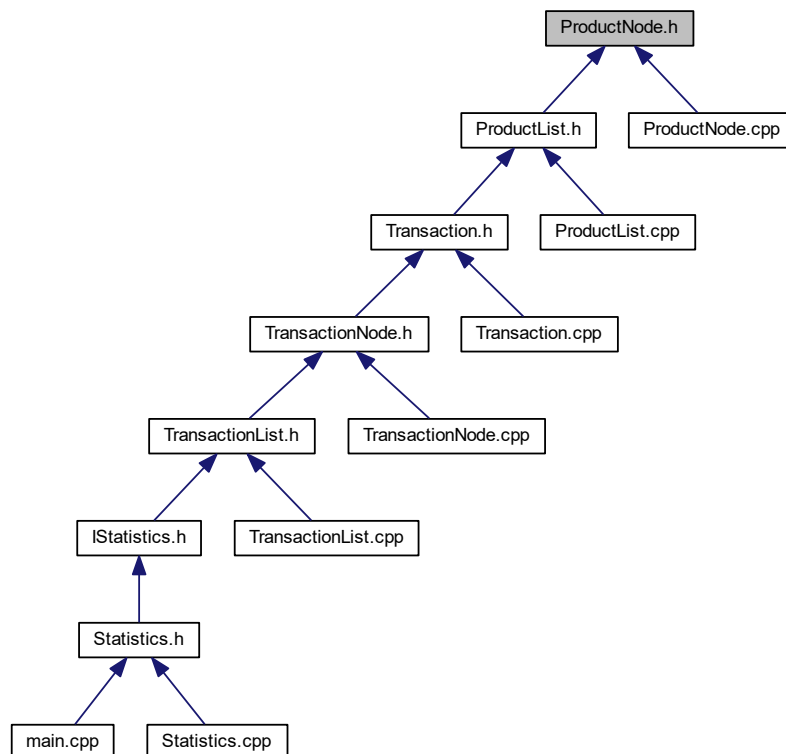 ProductNode.h
ProductList.h
ProductNode.cpp
Transaction.h
ProductList.cpp
TransactionNode.h
Transaction.cpp
TransactionList.h
TransactionNode.cpp
IStatistics.h
TransactionList.cpp
Statistics.h
main.cpp
Statistics.cpp